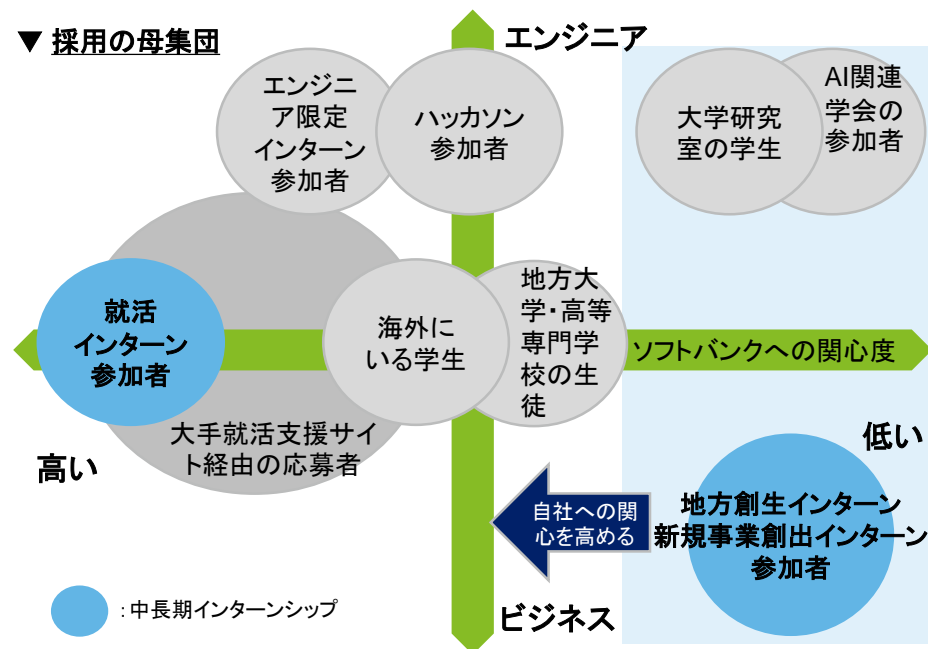 ▼ 採用の母集団
エンジニア
エンジニ
ア限定
インターン
参加者
ハッカソン
参加者
大学研究
室の学生
AI関連
学会の
参加者
就活
インターン
参加者
海外に
いる学生
地方大
学・高等
専門学
校の生
徒
ソフトバンクへの関心度
高い
低い
大手就活支援サイ
ト経由の応募者
自社への関
心を高める
地方創生インターン
新規事業創出インターン
参加者
:中長期インターンシップ
ビジネス